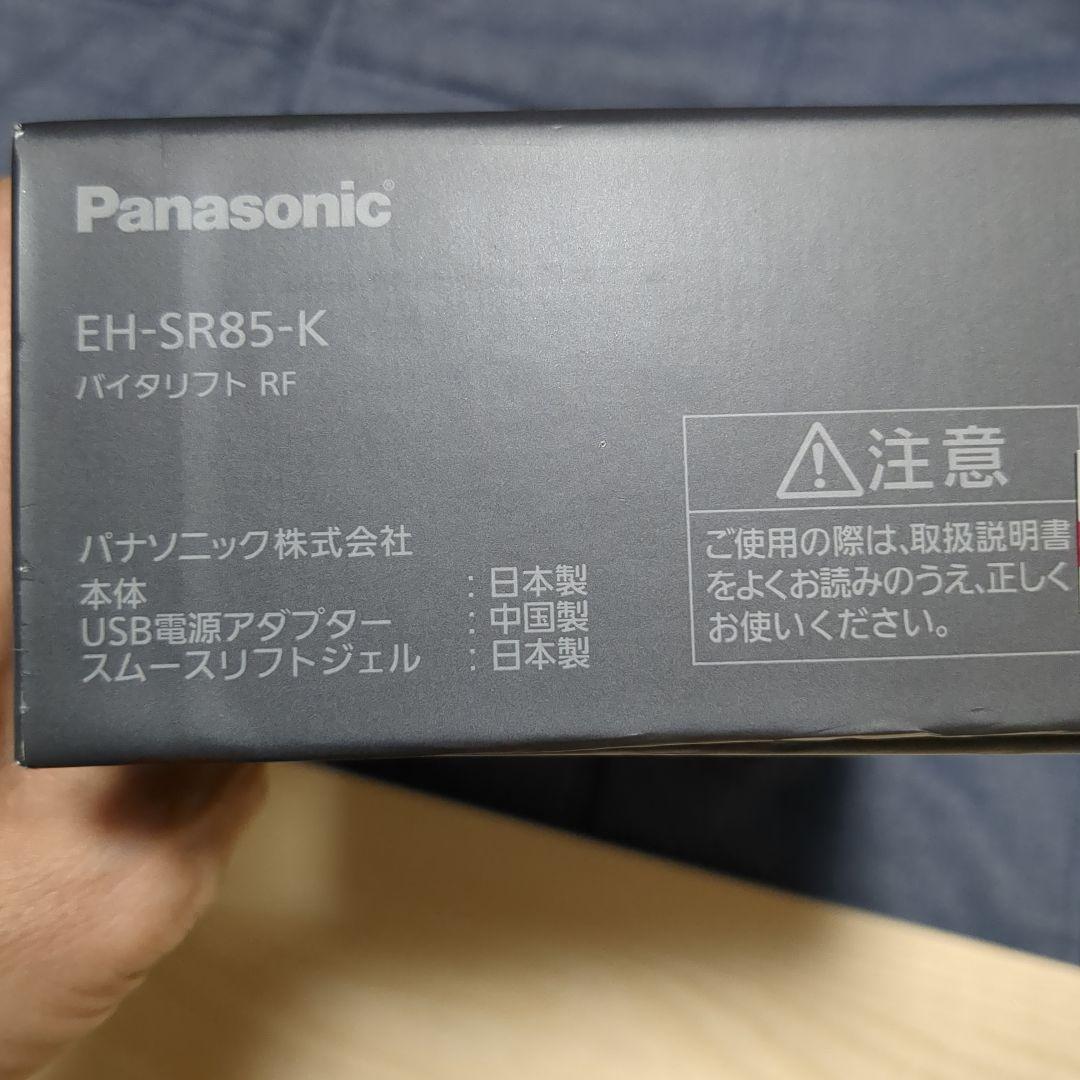 Panasonic®
EH-SR85-K
バイタリフト RF
パナソニック株式会社
本体 : 日本製
USB電源アダプター : 中国製
スムースリフトジェル : 日本製
注意
ご使用の際は、取扱説明書
をよくお読みのうえ、正しく
お使いください。